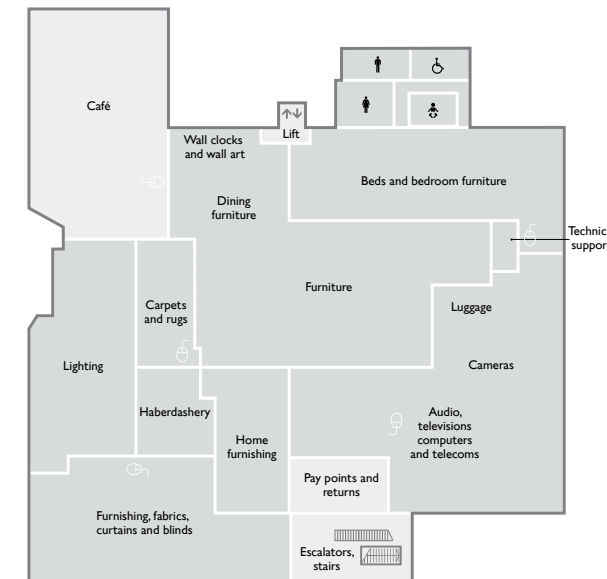 Café
Wall clocks
and wall art
Lift
Dining
furniture
Beds and bedroom furniture
Technic
suppor
Furniture
Carpets
and rugs
Luggage
Lighting
Cameras
Haberdashery
Home
furnishing
Audio,
televisions
computers
and telecoms
Pay points and
returns
Furnishing, fabrics,
curtains and blinds
Escalators,
stairs